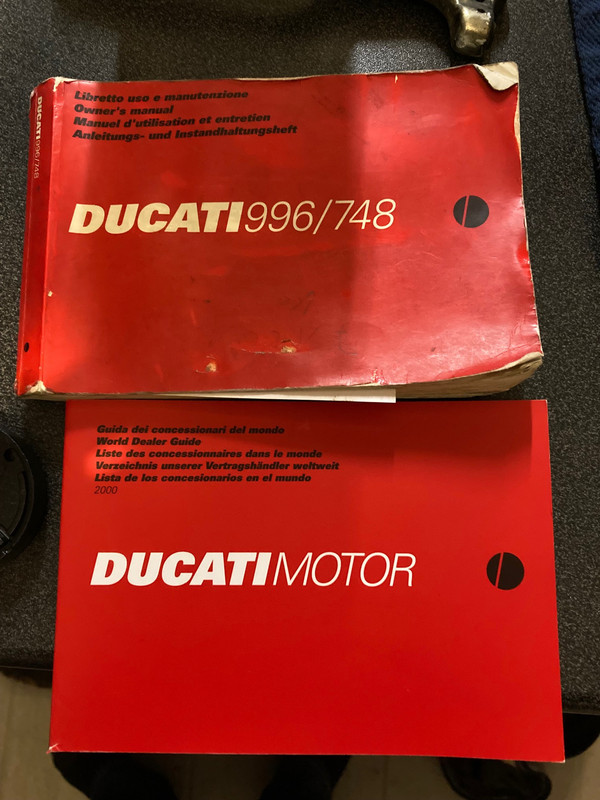 DUCATI996/748
Libretto uso e manutenzione
Owner's manual
Manuel d'utilisation et entretien
Anleitungs- und Instandhaltungsheft
DUCATI996/748
Guida dei concessionari del mondo
World Dealer Guide
Liste des concessionnaires dans le monde
Verzeichnis unserer Vertragshändler weltweit
Lista de los concesionarios en el mundo
2000
DUCATIMOTOR